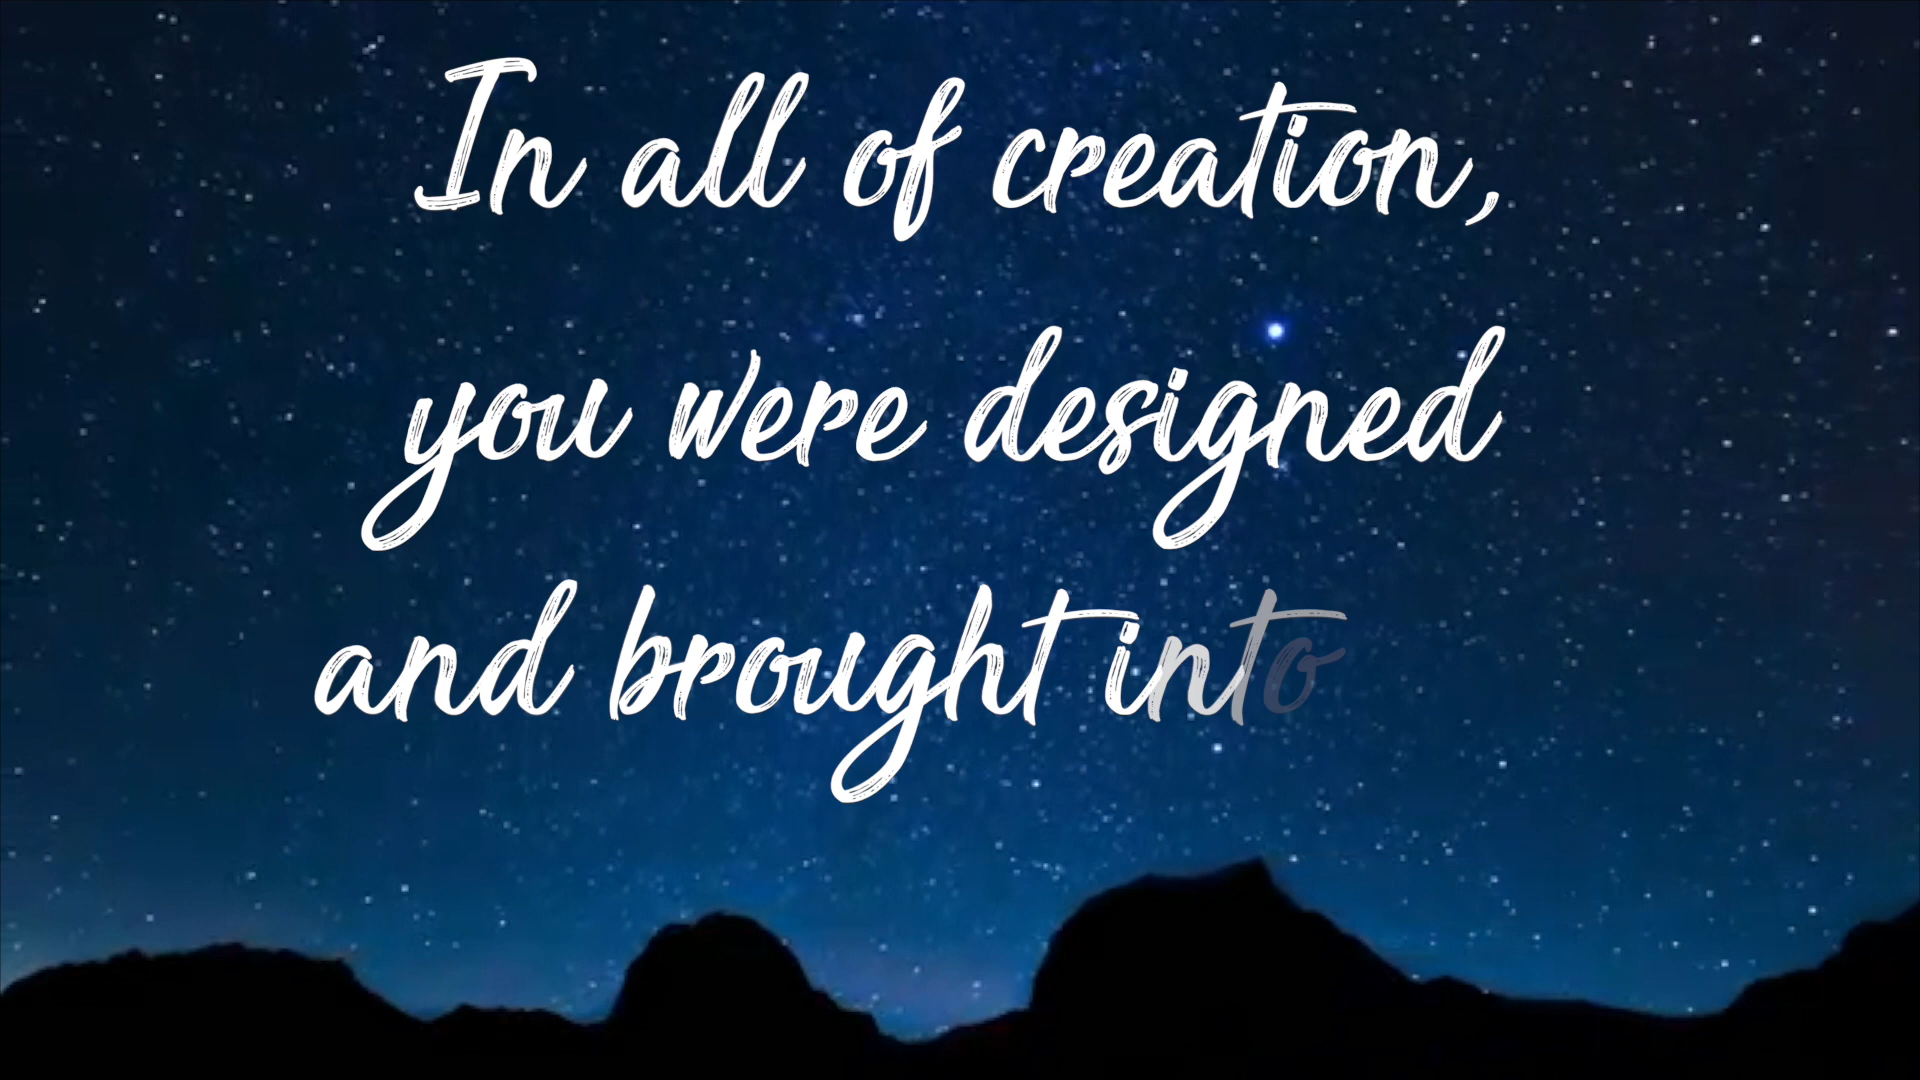 In all of creation,
you were designed
and brought into